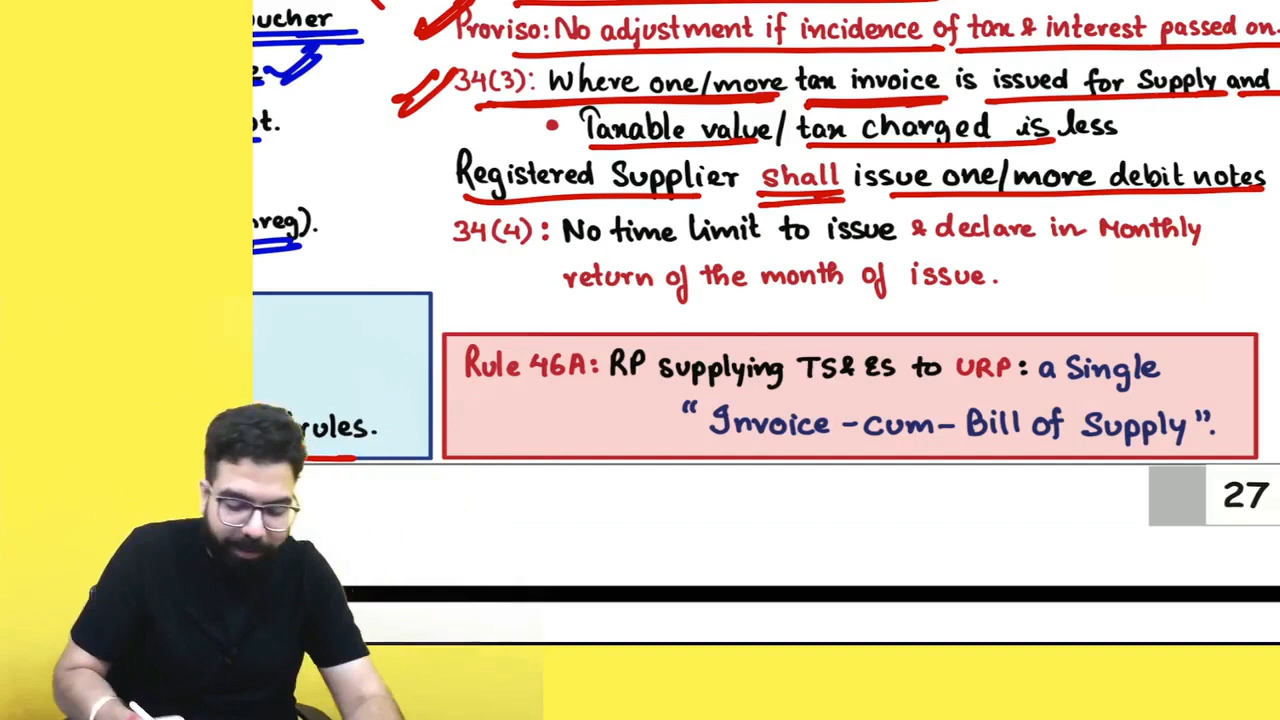 oucher
Proviso: No adjustment if incidence of tax & interest passed on.
34(3): Where one/more tax invoice is issued for Supply and
• Taxable value/ tax charged is less
Registered Supplier shall issue one/more debit notes
34(4): No time limit to issue & declare in Monthly
return of the month of issue.
rules.
Rule 46A: RP supplying TS & ES to URP: a Single
"Invoice-cum-Bill of Supply".
27